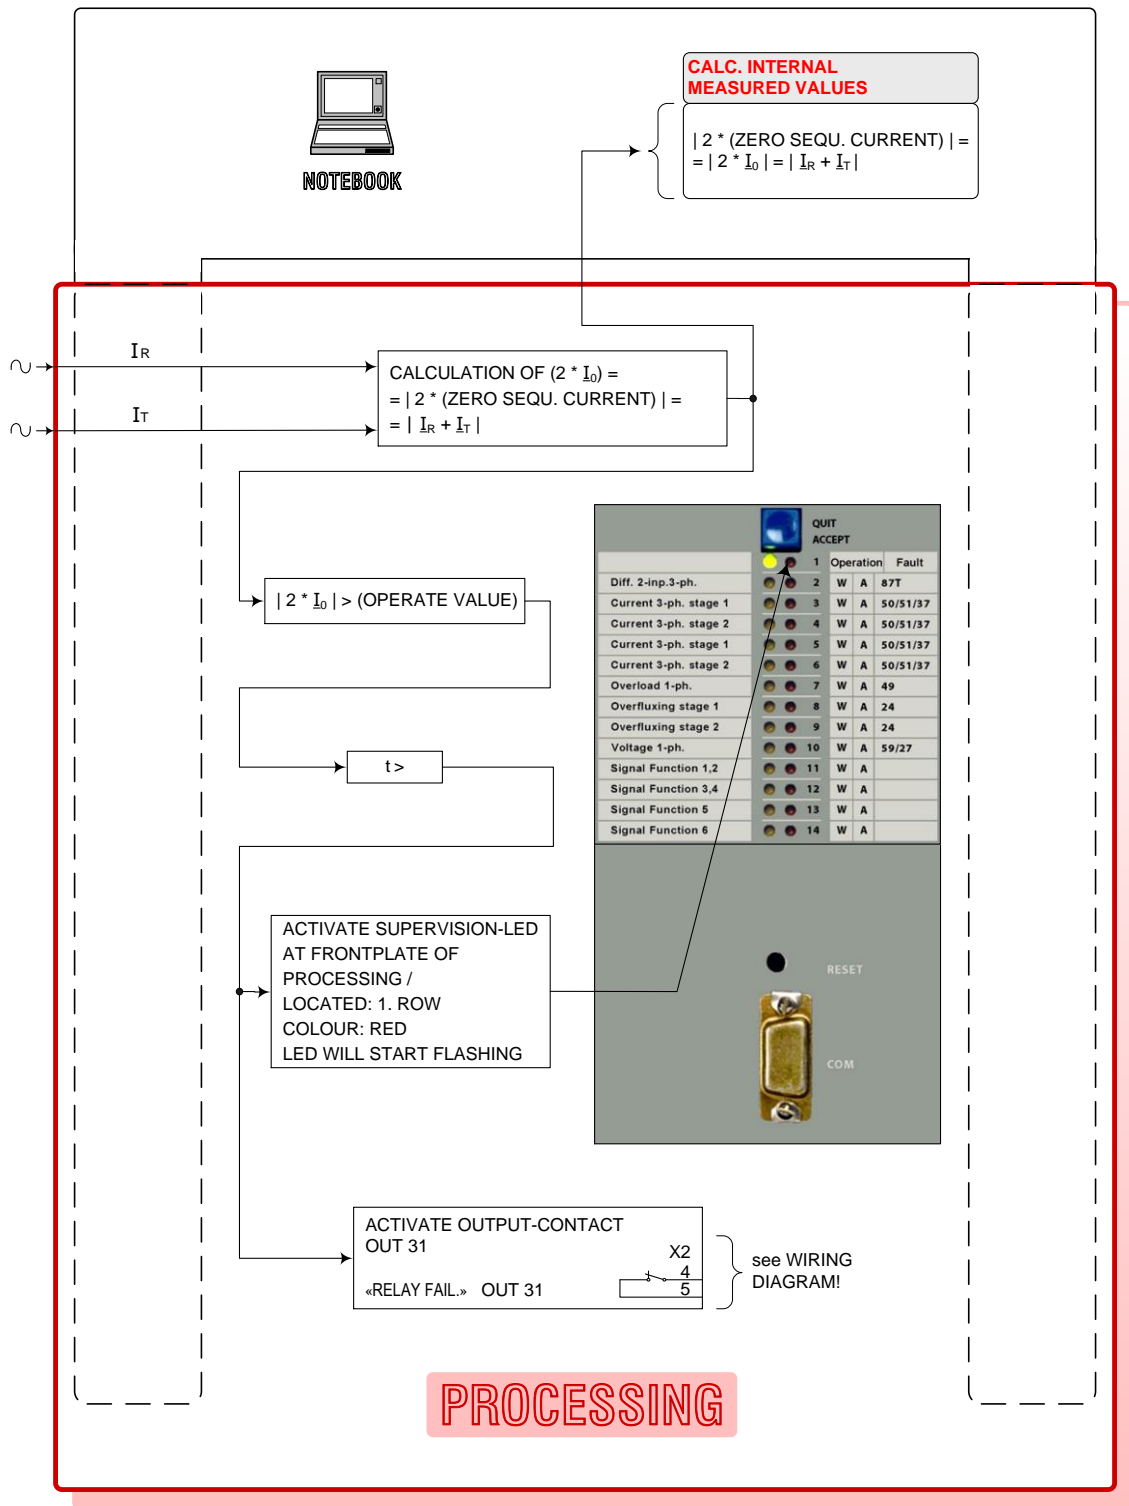 CALC. INTERNAL
MEASURED VALUES
| 2 * (ZERO SEQU. CURRENT) | =
= | 2 * I0 | = | IR + IT |
NOTEBOOK
IR
IT
CALCULATION OF (2 * I0) =
= | 2 * (ZERO SEQU. CURRENT) | =
= | IR + IT |
| 2 * I0 | > (OPERATE VALUE)
t >
QUIT
ACCEPT
1 Operation Fault
Diff. 2-inp.3-ph. 2 W A 87T
Current 3-ph. stage 1 3 W A 50/51/37
Current 3-ph. stage 2 4 W A 50/51/37
Current 3-ph. stage 1 5 W A 50/51/37
Current 3-ph. stage 2 6 W A 50/51/37
Overload 1-ph. 7 W A 49
Overfluxing stage 1 8 W A 24
Overfluxing stage 2 9 W A 24
Voltage 1-ph. 10 W A 59/27
Signal Function 1,2 11 W A
Signal Function 3,4 12 W A
Signal Function 5 13 W A
Signal Function 6 14 W A
RESET
COM
ACTIVATE SUPERVISION-LED
AT FRONTPLATE OF
PROCESSING /
LOCATED: 1. ROW
COLOUR: RED
LED WILL START FLASHING
ACTIVATE OUTPUT-CONTACT
OUT 31
X2
4
«RELAY FAIL.» OUT 31 5
see WIRING
DIAGRAM!
PROCESSING